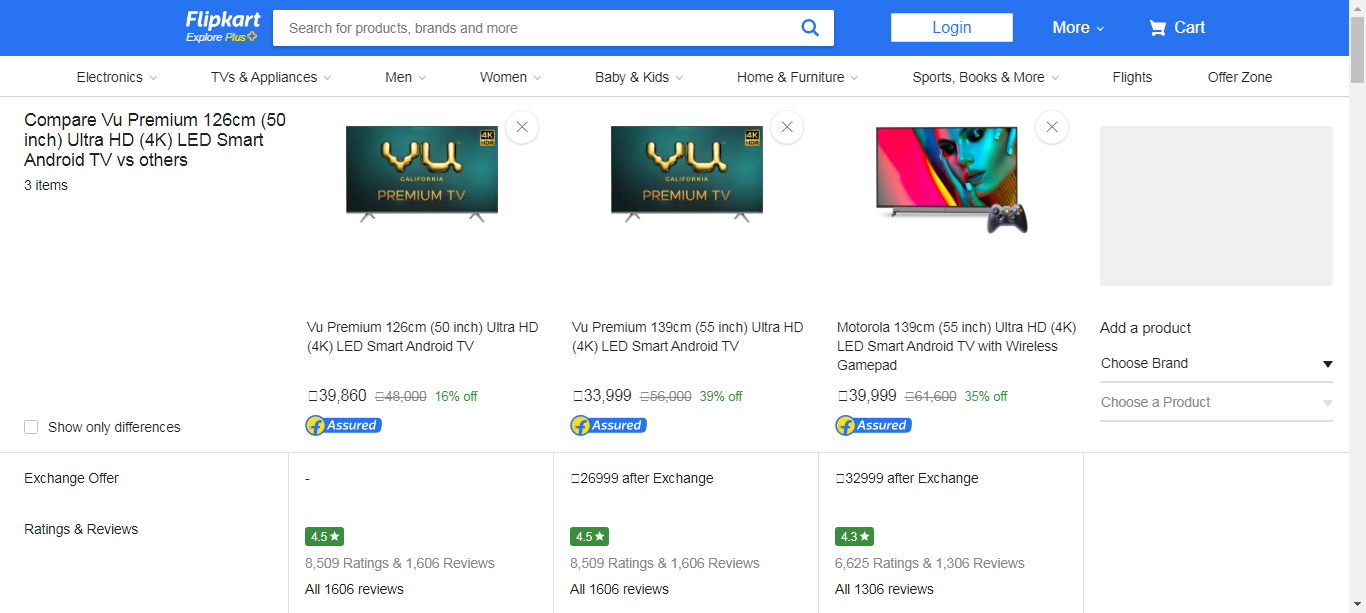 Flipkart
Explore Plus
Search for products, brands and more
Login
More
Cart
Electronics
TVs & Appliances
Men
Women
Baby & Kids
Home & Furniture
Sports, Books & More
Flights
Offer Zone
Compare Vu Premium 126cm (50
inch) Ultra HD (4K) LED Smart
Android TV vs others
3 items
Show only differences
4K
HDR
vu
CALIFORNIA
PREMIUM TV
Vu Premium 126cm (50 inch) Ultra HD
(4K) LED Smart Android TV
39,860 48,000 16% off
Assured
4K
HDR
vu
CALIFORNIA
PREMIUM TV
Vu Premium 139cm (55 inch) Ultra HD
(4K) LED Smart Android TV
33,999 56,000 39% off
Assured
Motorola 139cm (55 inch) Ultra HD (4K)
LED Smart Android TV with Wireless
Gamepad
39,999 61,600 35% off
Assured
Add a product
Choose Brand
Choose a Product
Exchange Offer
-
26999 after Exchange
32999 after Exchange
Ratings & Reviews
4.5★
8,509 Ratings & 1,606 Reviews
All 1606 reviews
4.5★
8,509 Ratings & 1,606 Reviews
All 1606 reviews
4.3★
6,625 Ratings & 1,306 Reviews
All 1306 reviews